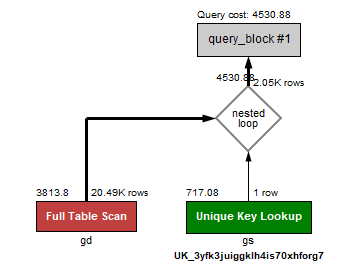 Query cost: 4530.88
query_block #1
4530.88
2.05K rows
nested
loop
3813.8
20.49K rows
717.08
1 row
Full Table Scan
Unique Key Lookup
gd
gs
UK_3yfk3juiggklh4is70xhforg7